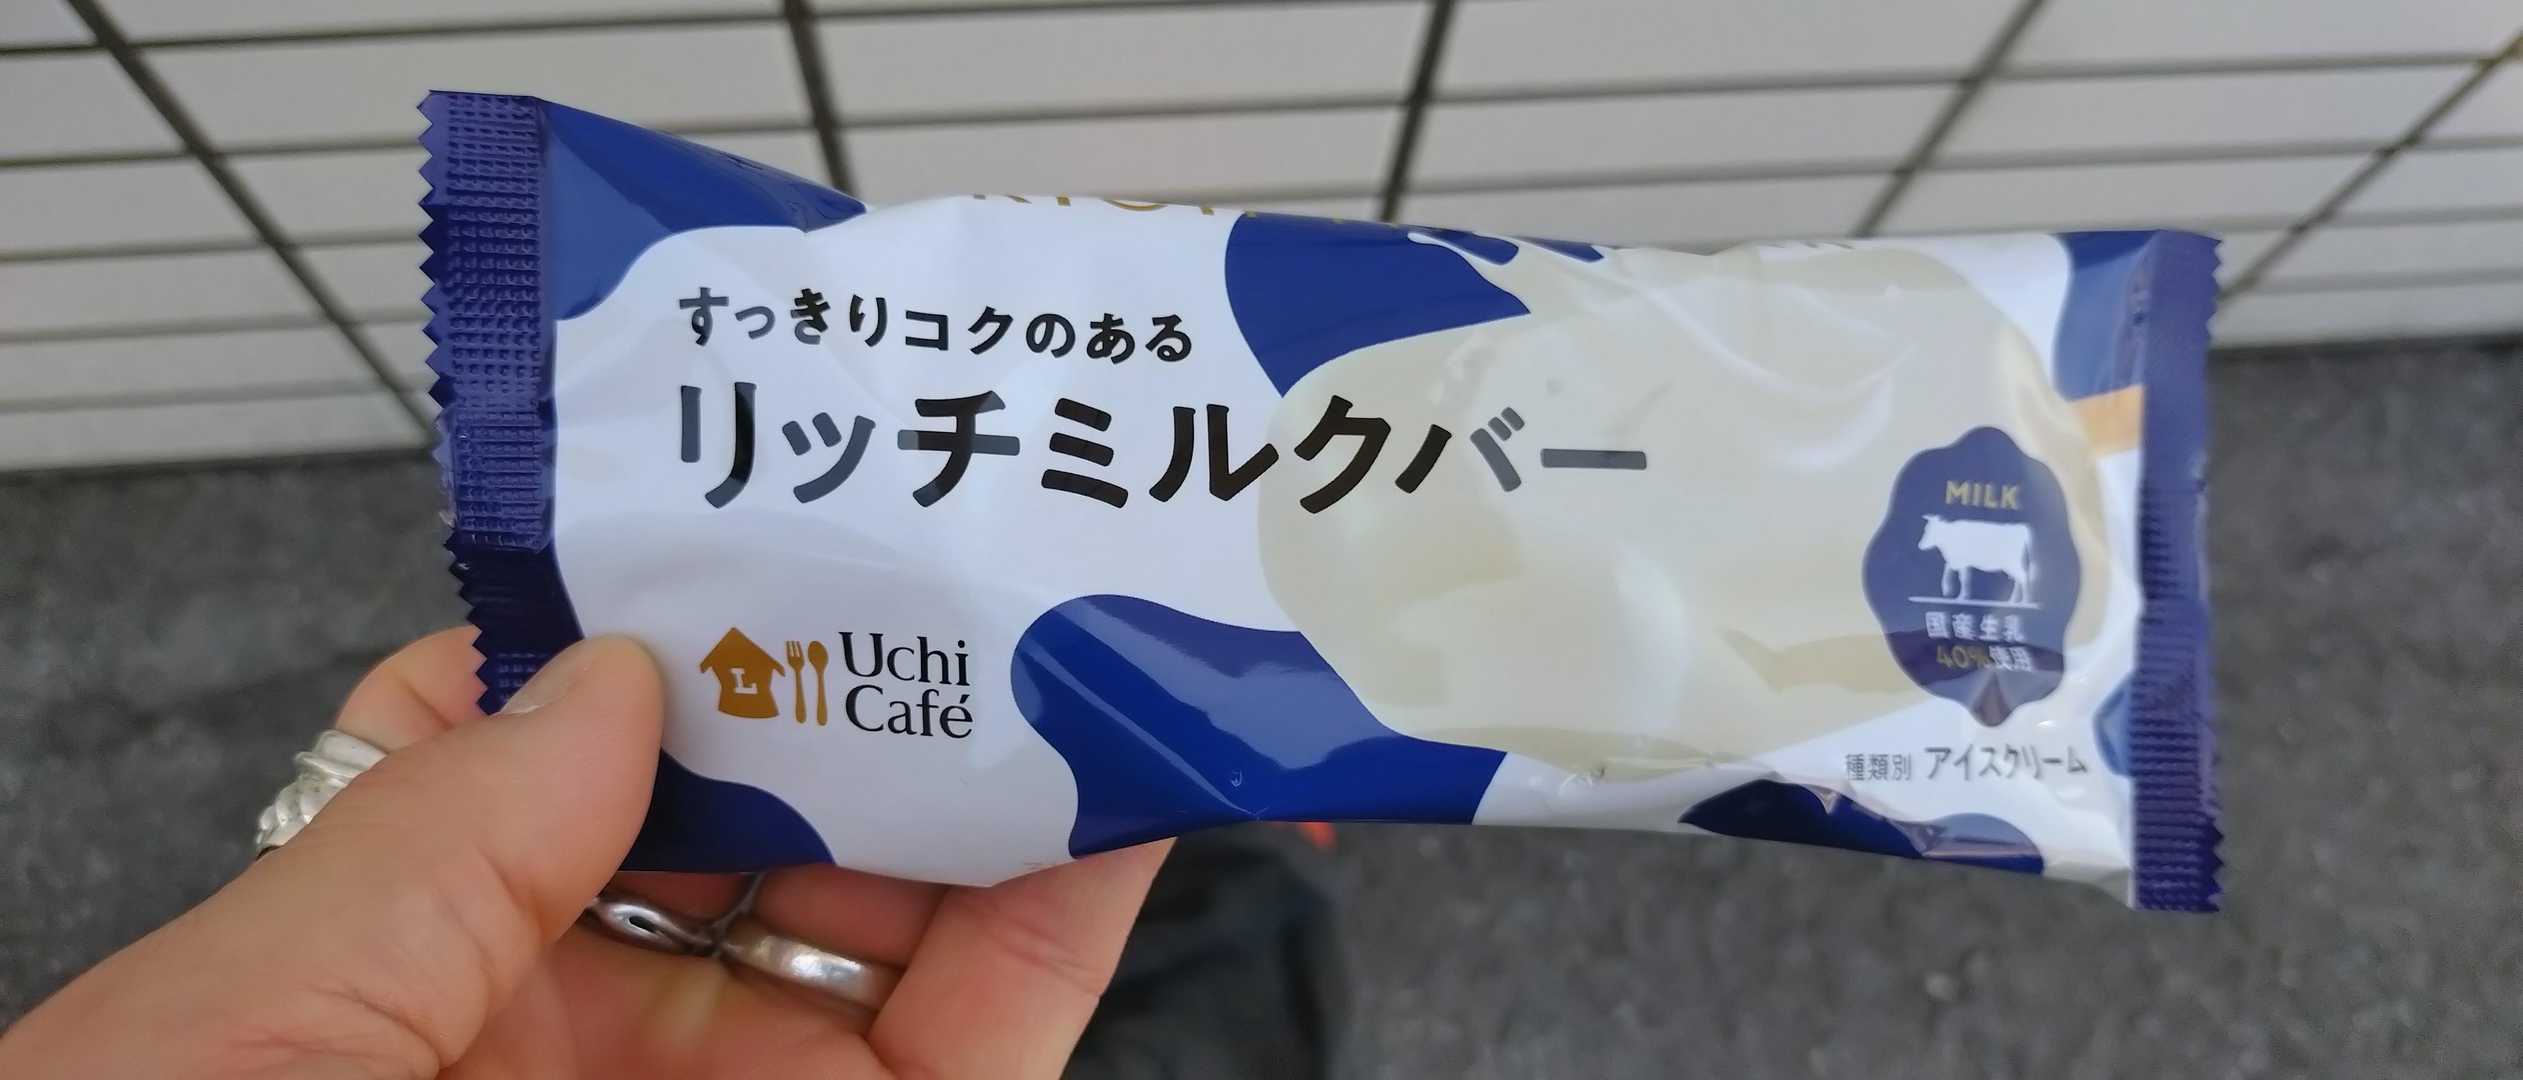 すっきりコクのある
リッチミルクバー
L
Uchi
Café
MILK
国産生乳
40%使用
種類別 アイスクリーム